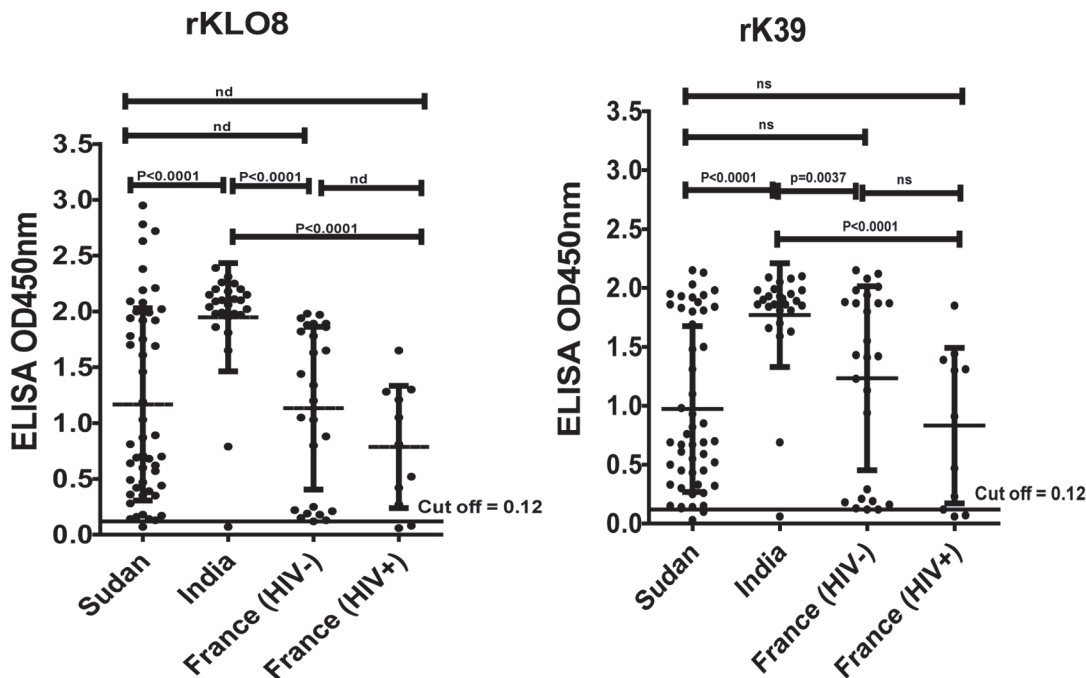 rKLO8
nd
nd
P<0.0001
P<0.0001
nd
P<0.0001
ELISA OD450nm
3.5
3.0
2.5
2.0
1.5
1.0
0.5
0.0
Cut off = 0.12
Sudan
India
France (HIV-)
France (HIV+)
rK39
ns
ns
P<0.0001
p=0.0037
ns
P<0.0001
ELISA OD450nm
3.5
3.0
2.5
2.0
1.5
1.0
0.5
0.0
Cut off = 0.12
Sudan
India
France (HIV-)
France (HIV+)